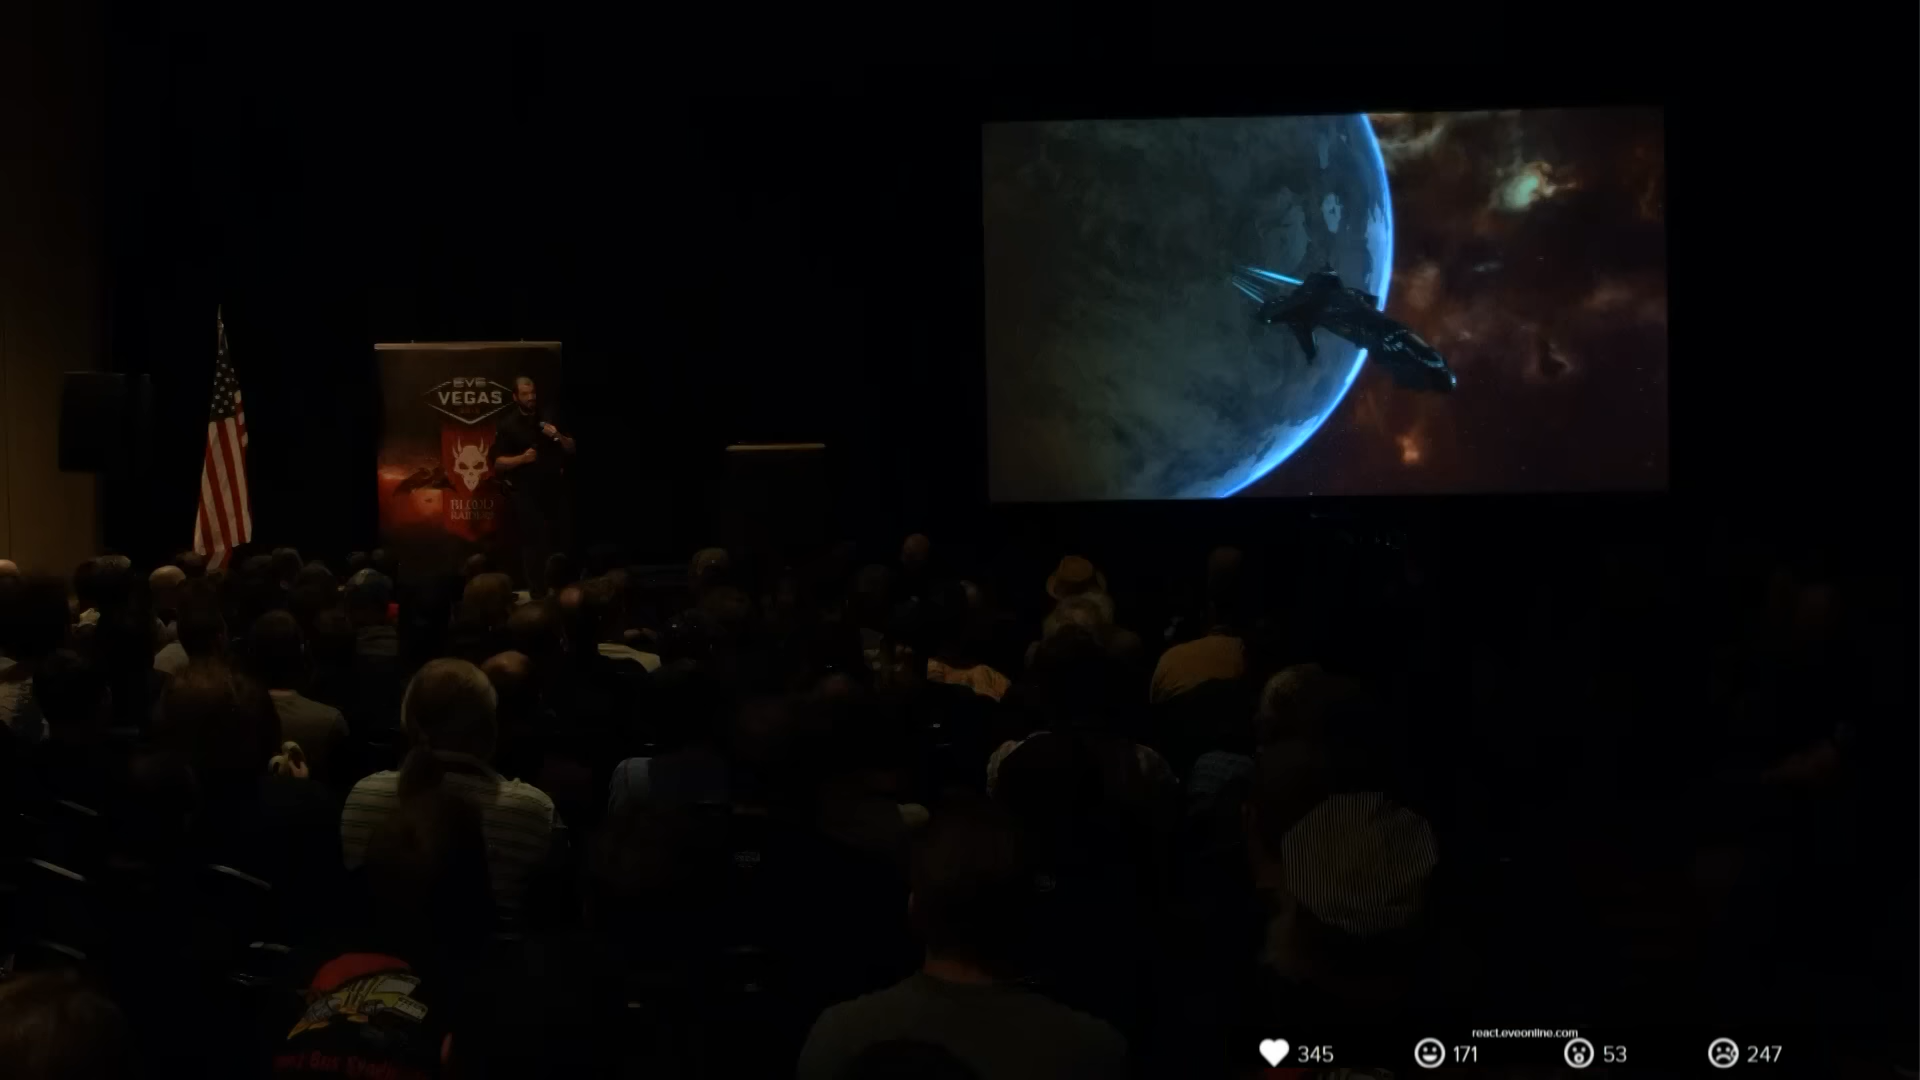 EVE
VEGAS
BLOOD
RAIDERS
react.eveonline.com
345
171
53
247